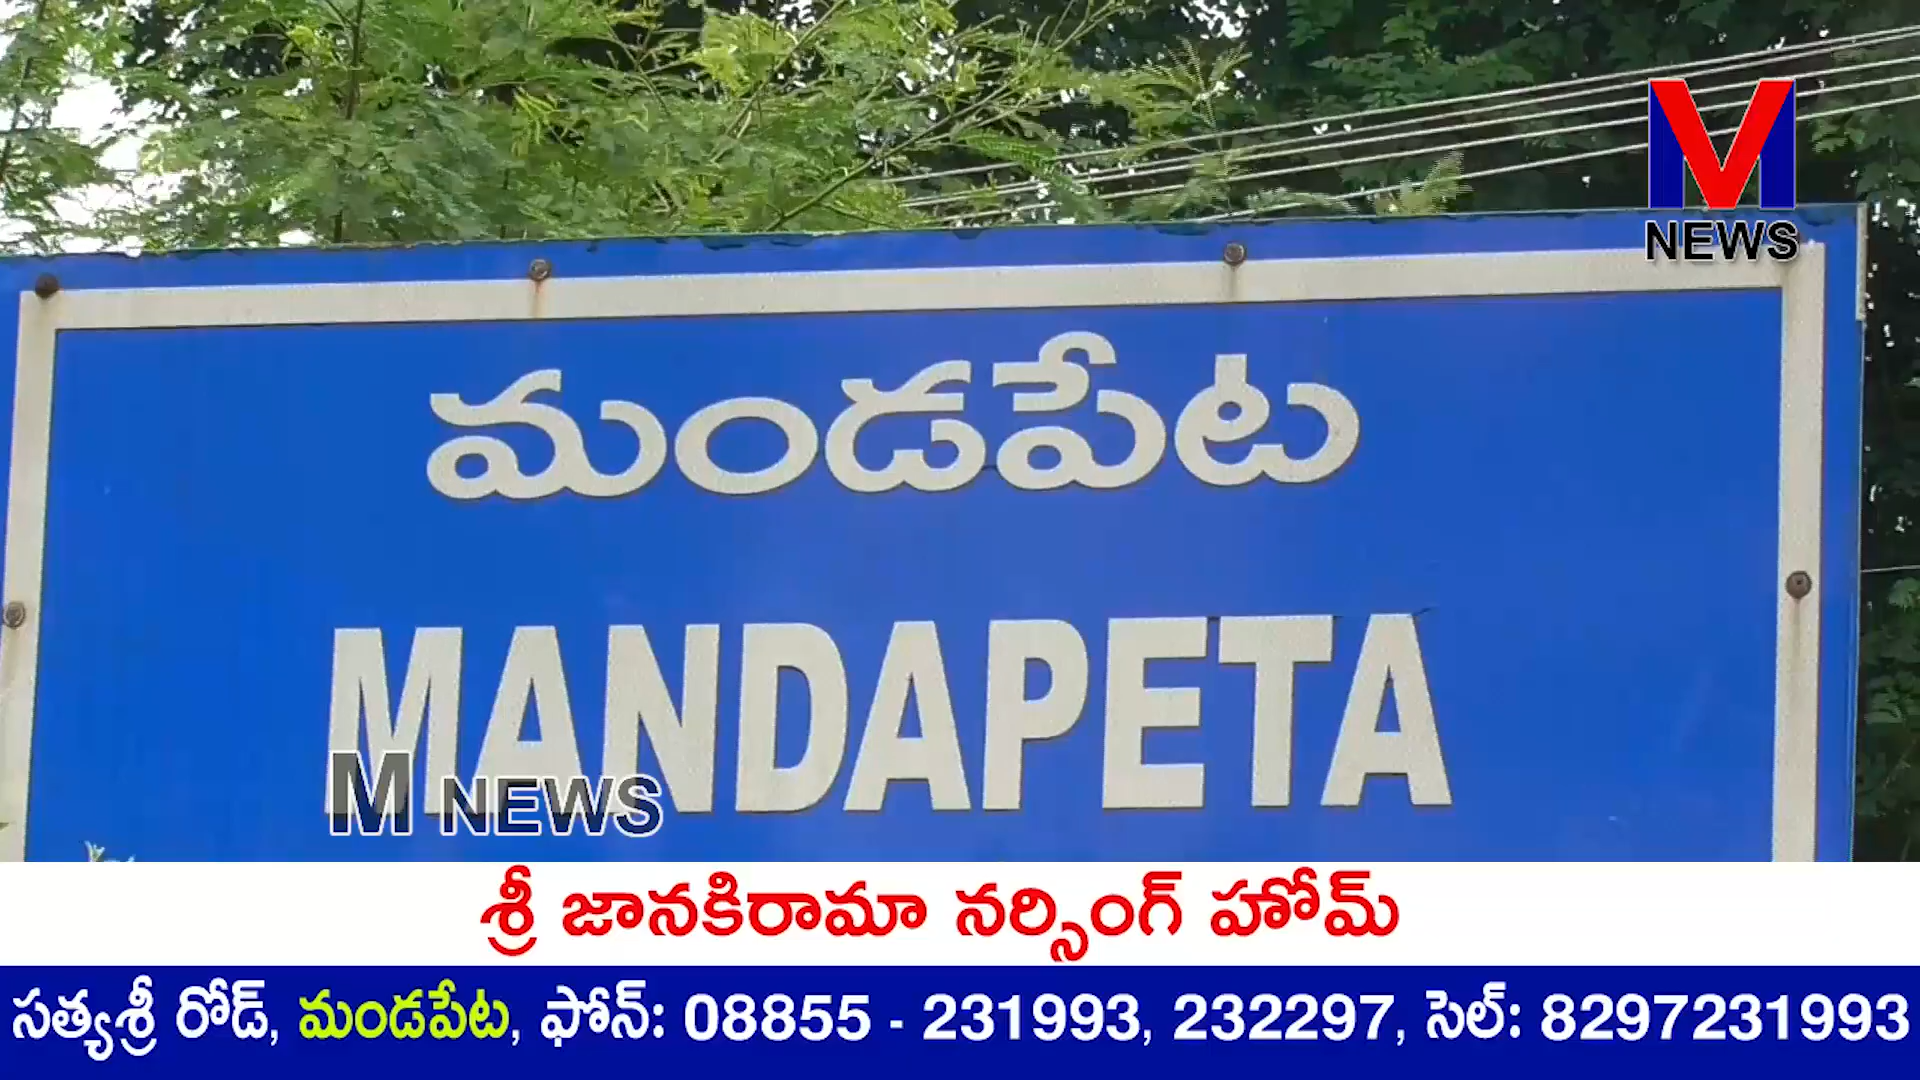 NEWS
మండపేట
MANDAPETA
M NEWS
శ్రీ జానకిరామా నర్సింగ్ హోమ్
సత్యశ్రీ రోడ్, మండపేట, ఫోన్: 08855 - 231993, 232297, సెల్: 8297231993